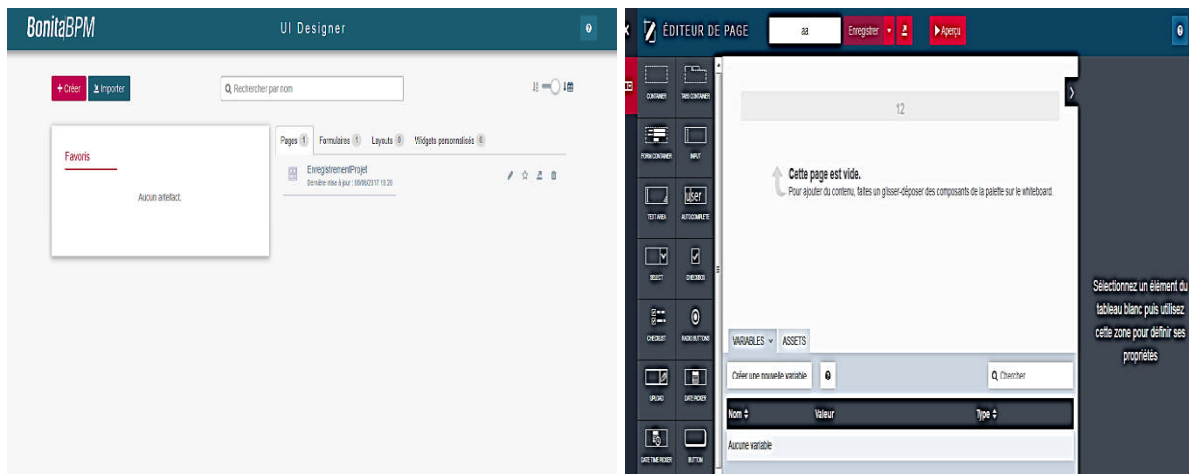 BonitaBPM
UI Designer
+ Créer
Importer
Rechercher par nom
Favoris
Aucun artefact.
Pages 1
Formulaires 1
Layouts 0
Widgets personnalisés 0
EnregistrementProjet
ÉDITEUR DE PAGE
aa
Enregistrer
Aperçu
CONTAINER
TABS CONTAINER
FORM CONTAINER
INPUT
TEXT AREA
user
AUTOCOMPLETE
SELECT
CHECKBOX
CHECKLIST
RADIO BUTTONS
UPLOAD
DATE PICKER
DATE TIME PICKER
BUTTON
12
Cette page est vide.
Pour ajouter du contenu, faites un glisser-déposer des composants de la palette sur le whiteboard.
VARIABLES
ASSETS
Créer une nouvelle variable
?
Chercher
Nom
Valeur
Type
Aucune variable
Sélectionnez un élément du
tableau blanc puis utilisez
cette zone pour définir ses
propriétés